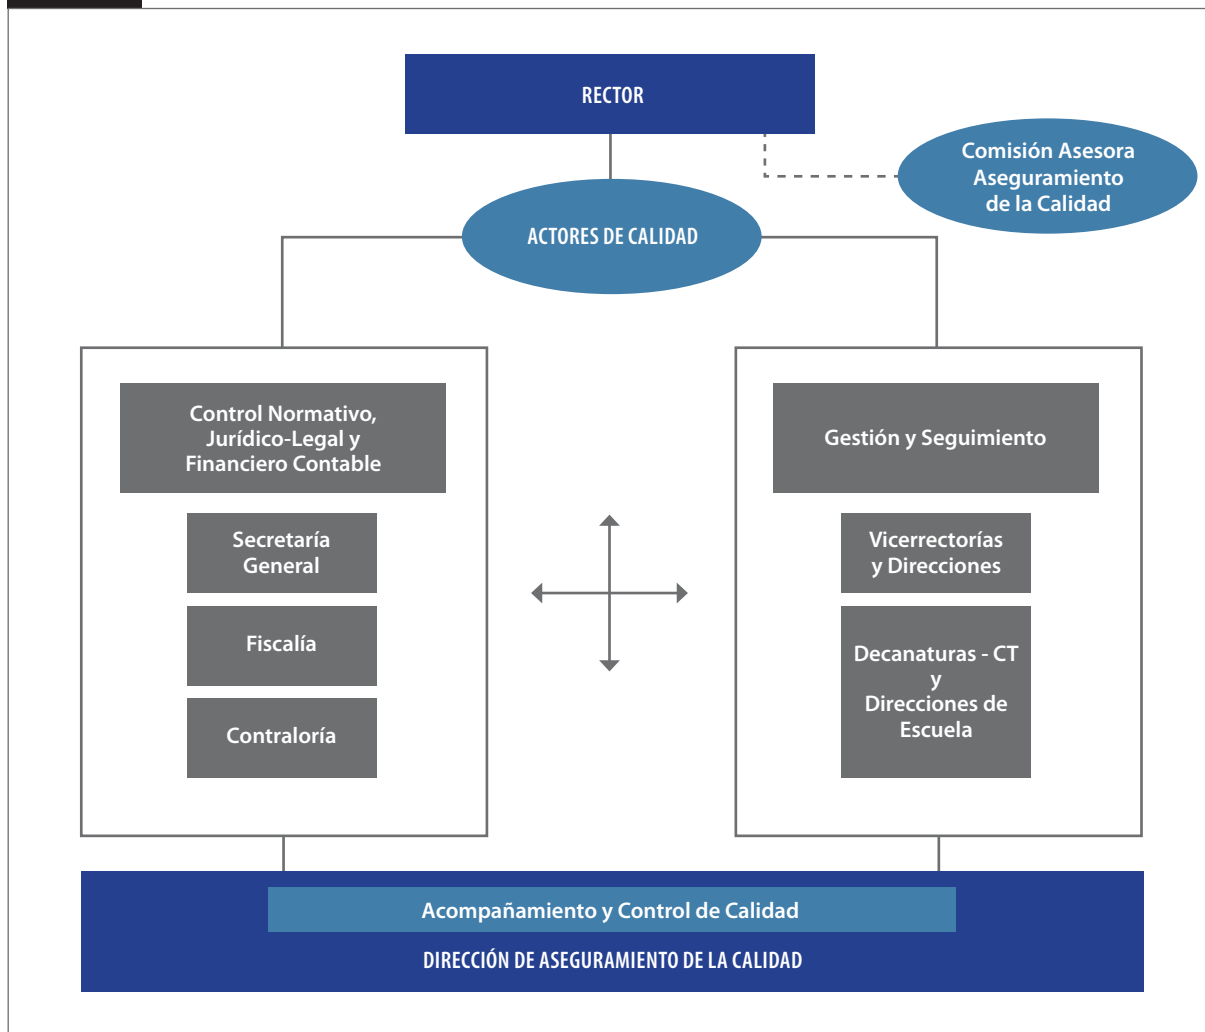 RECTOR
Comisión Asesora
Aseguramiento
de la Calidad
ACTORES DE CALIDAD
Control Normativo,
Jurídico-Legal y
Financiero Contable
Secretaría
General
Fiscalía
Contraloría
Gestión y Seguimiento
Vicerrectorías
y Direcciones
Decanaturas - CT
y
Direcciones de
Escuela
Acompañamiento y Control de Calidad
DIRECCIÓN DE ASEGURAMIENTO DE LA CALIDAD